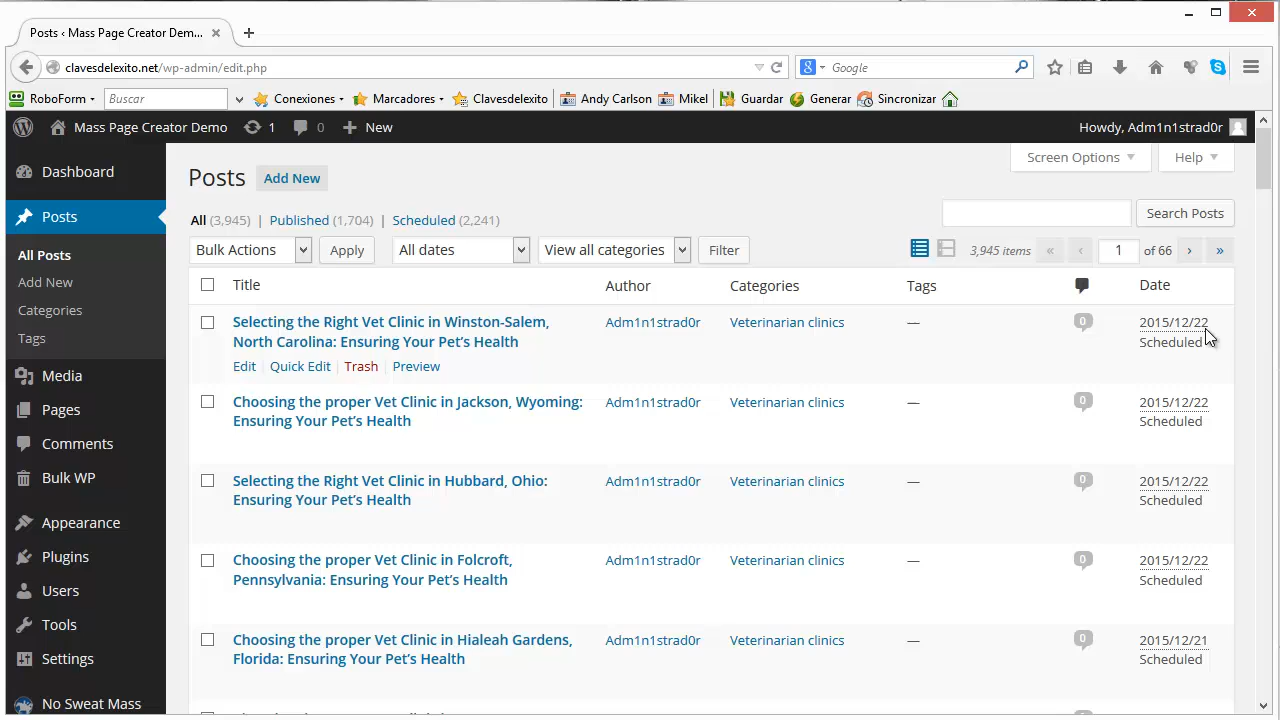 Posts ‹ Mass Page Creator Dem...
clavesdelexito.net/wp-admin/edit.php
Google
RoboForm
Buscar
Conexiones
Marcadores
Clavesdelexito
Andy Carlson
Mikel
Guardar
Generar
Sincronizar
Mass Page Creator Demo
1
0
New
Howdy, Adm1n1strad0r
Dashboard
Posts
All Posts
Add New
Categories
Tags
Media
Pages
Comments
Bulk WP
Appearance
Plugins
Users
Tools
Settings
No Sweat Mass
Screen Options
Help
Posts
Add New
All (3,945) | Published (1,704) | Scheduled (2,241)
Search Posts
Bulk Actions
Apply
All dates
View all categories
Filter
3,945 items « ‹ 1 of 66 › »
Title Author Categories Tags Date
Selecting the Right Vet Clinic in Winston-Salem,
North Carolina: Ensuring Your Pet's Health
Edit | Quick Edit | Trash | Preview
Adm1n1strad0r
Veterinarian clinics
—
0
2015/12/22
Scheduled
Choosing the proper Vet Clinic in Jackson, Wyoming:
Ensuring Your Pet's Health
Adm1n1strad0r
Veterinarian clinics
—
0
2015/12/22
Scheduled
Selecting the Right Vet Clinic in Hubbard, Ohio:
Ensuring Your Pet's Health
Adm1n1strad0r
Veterinarian clinics
—
0
2015/12/22
Scheduled
Choosing the proper Vet Clinic in Folcroft,
Pennsylvania: Ensuring Your Pet's Health
Adm1n1strad0r
Veterinarian clinics
—
0
2015/12/22
Scheduled
Choosing the proper Vet Clinic in Hialeah Gardens,
Florida: Ensuring Your Pet's Health
Adm1n1strad0r
Veterinarian clinics
—
0
2015/12/21
Scheduled